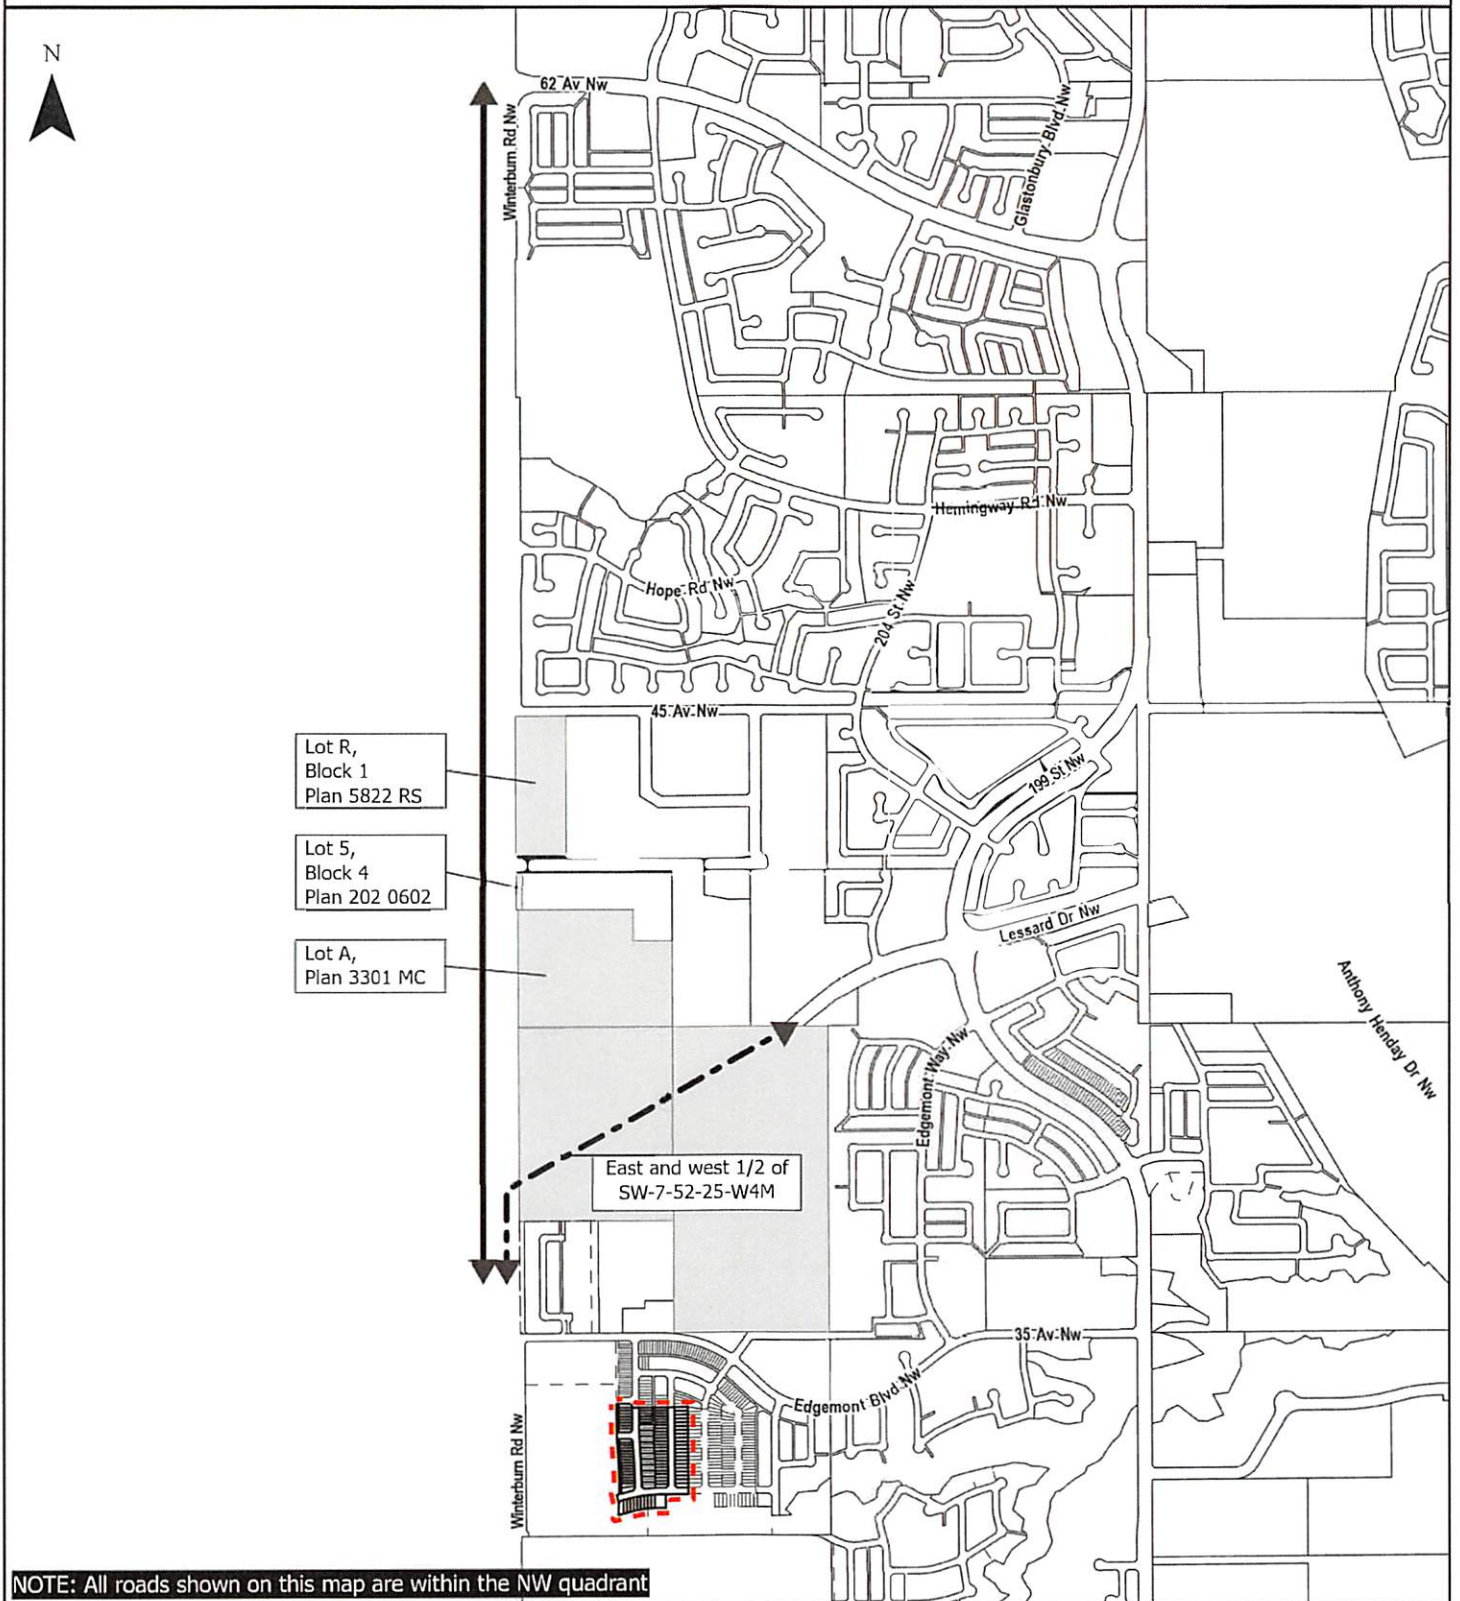 N
62 Av Nw
Winterburn Rd Nw
Glastonbury Blvd Nw
Hemingway Rd Nw
Hope Rd Nw
204 St Nw
45 Av Nw
Lot R,
Block 1
Plan 5822 RS
199 St Nw
Lot 5,
Block 4
Plan 202 0602
Lessard Dr Nw
Lot A,
Plan 3301 MC
Anthony Henday Dr Nw
Edgemont Way Nw
East and west 1/2 of
SW-7-52-25-W4M
35 Av Nw
Edgemont Blvd Nw
Winterburn Rd Nw
NOTE: All roads shown on this map are within the NW quadrant